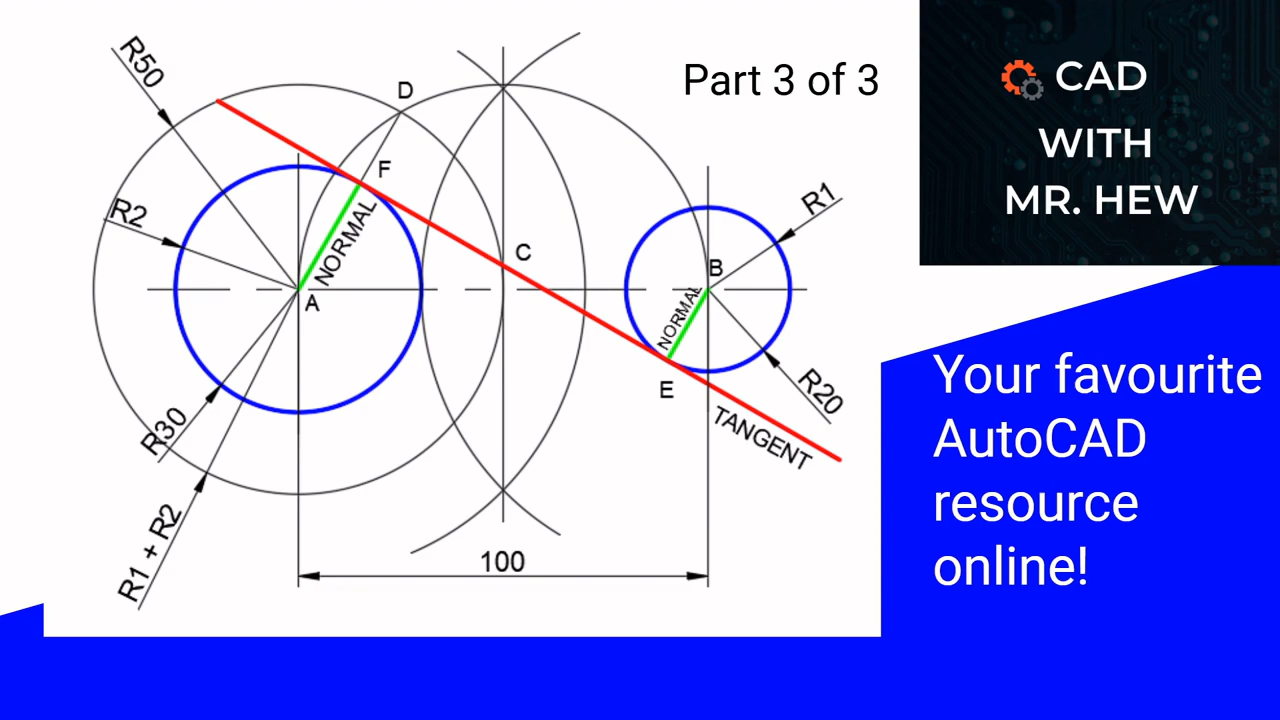 R50
D
Part 3 of 3
CAD
WITH
MR. HEW
F
R2
NORMAL
R1
C
B
A
NORMAL
E
R20
R30
TANGENT
R1 + R2
100
Your favourite
AutoCAD
resource
online!